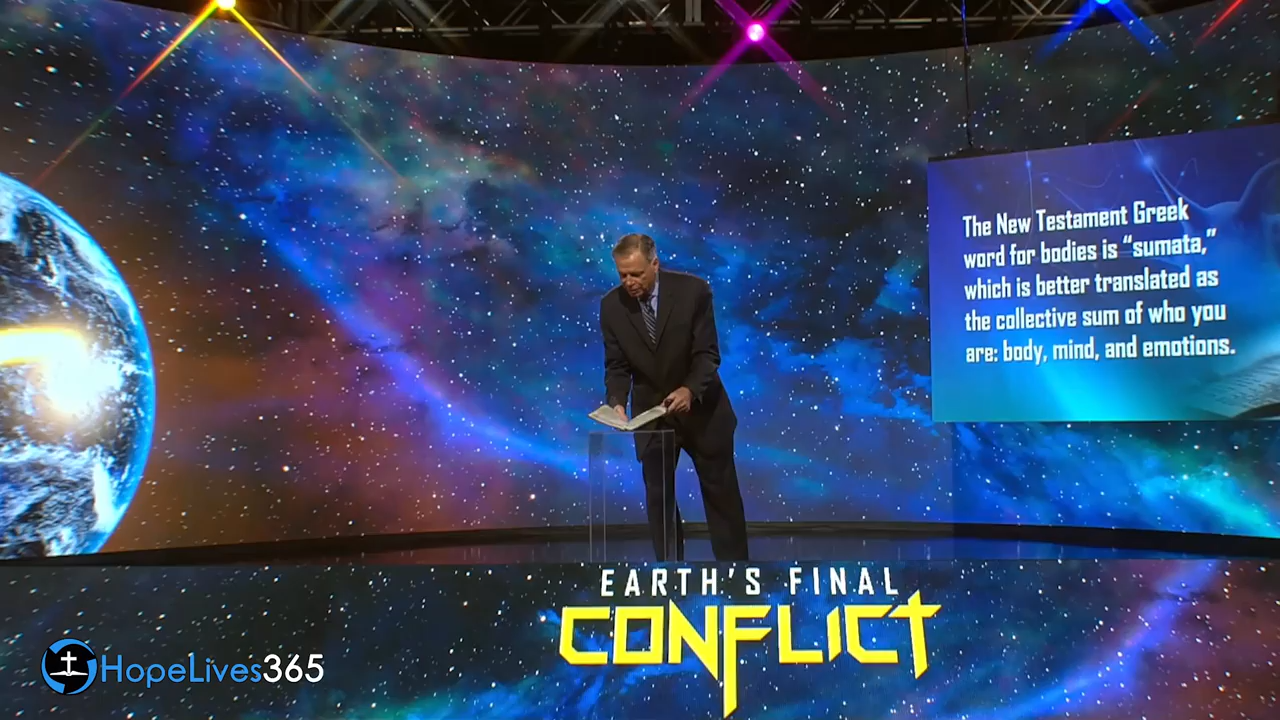 The New Testament Greek
word for bodies is “sumata,”
which is better translated as
the collective sum of who you
are: body, mind, and emotions.
EARTH'S FINAL
CONFLICT
HopeLives365